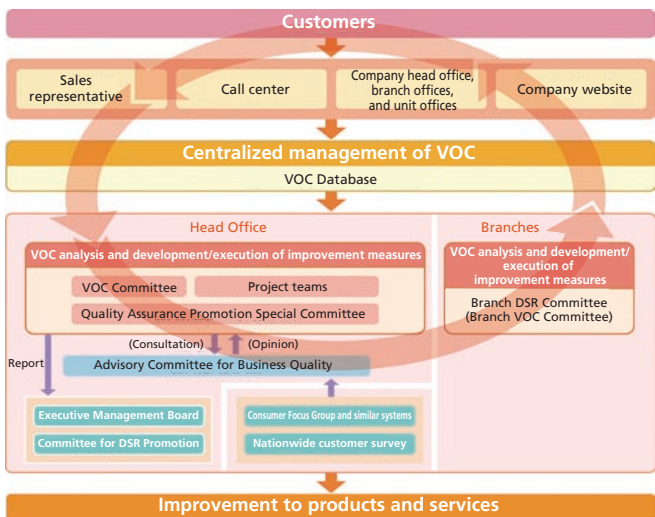 Customers
Sales
representative
Call center
Company head office,
branch offices,
and unit offices
Company website
Centralized management of VOC
VOC Database
Head Office
VOC analysis and development/execution of improvement measures
VOC Committee
Project teams
Quality Assurance Promotion Special Committee
(Consultation)
(Opinion)
Report
Advisory Committee for Business Quality
Executive Management Board
Committee for DSR Promotion
Consumer Focus Group and similar systems
Nationwide customer survey
Branches
VOC analysis and development/
execution of
improvement measures
Branch DSR Committee
(Branch VOC Committee)
Improvement to products and services